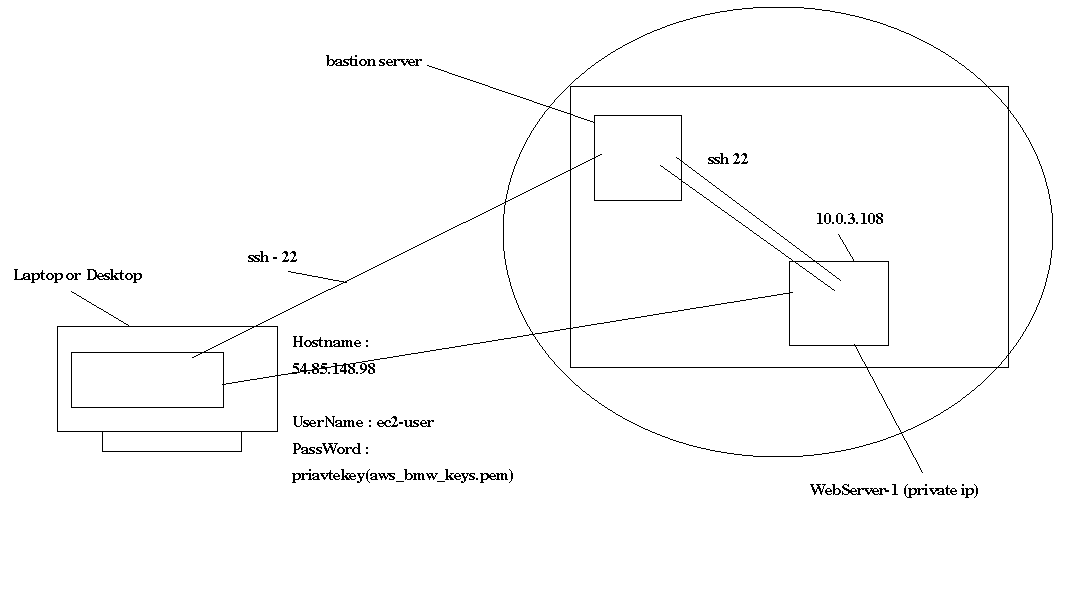 bastion server
ssh 22
10.0.3.108
ssh - 22
Laptop or Desktop
Hostname :
54.85.148.98
UserName : ec2-user
PassWord :
priavtekey(aws_bmw_keys.pem)
WebServer-1 (private ip)